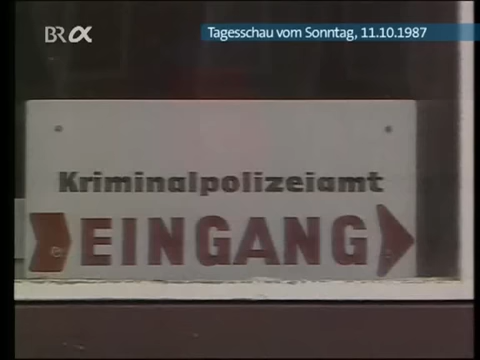 BR α
Tagesschau vom Sonntag, 11.10.1987
Kriminalpolizeiamt
EINGANG